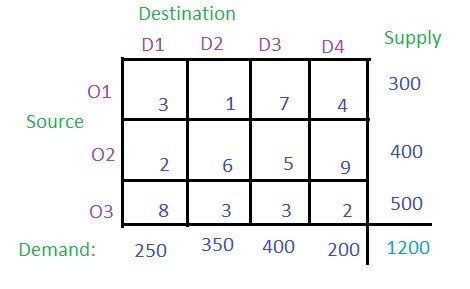 Destination
D1 D2 D3 D4 Supply
O1 3 1 7 4 300
Source
O2 2 6 5 9 400
O3 8 3 3 2 500
Demand: 250 350 400 200 1200